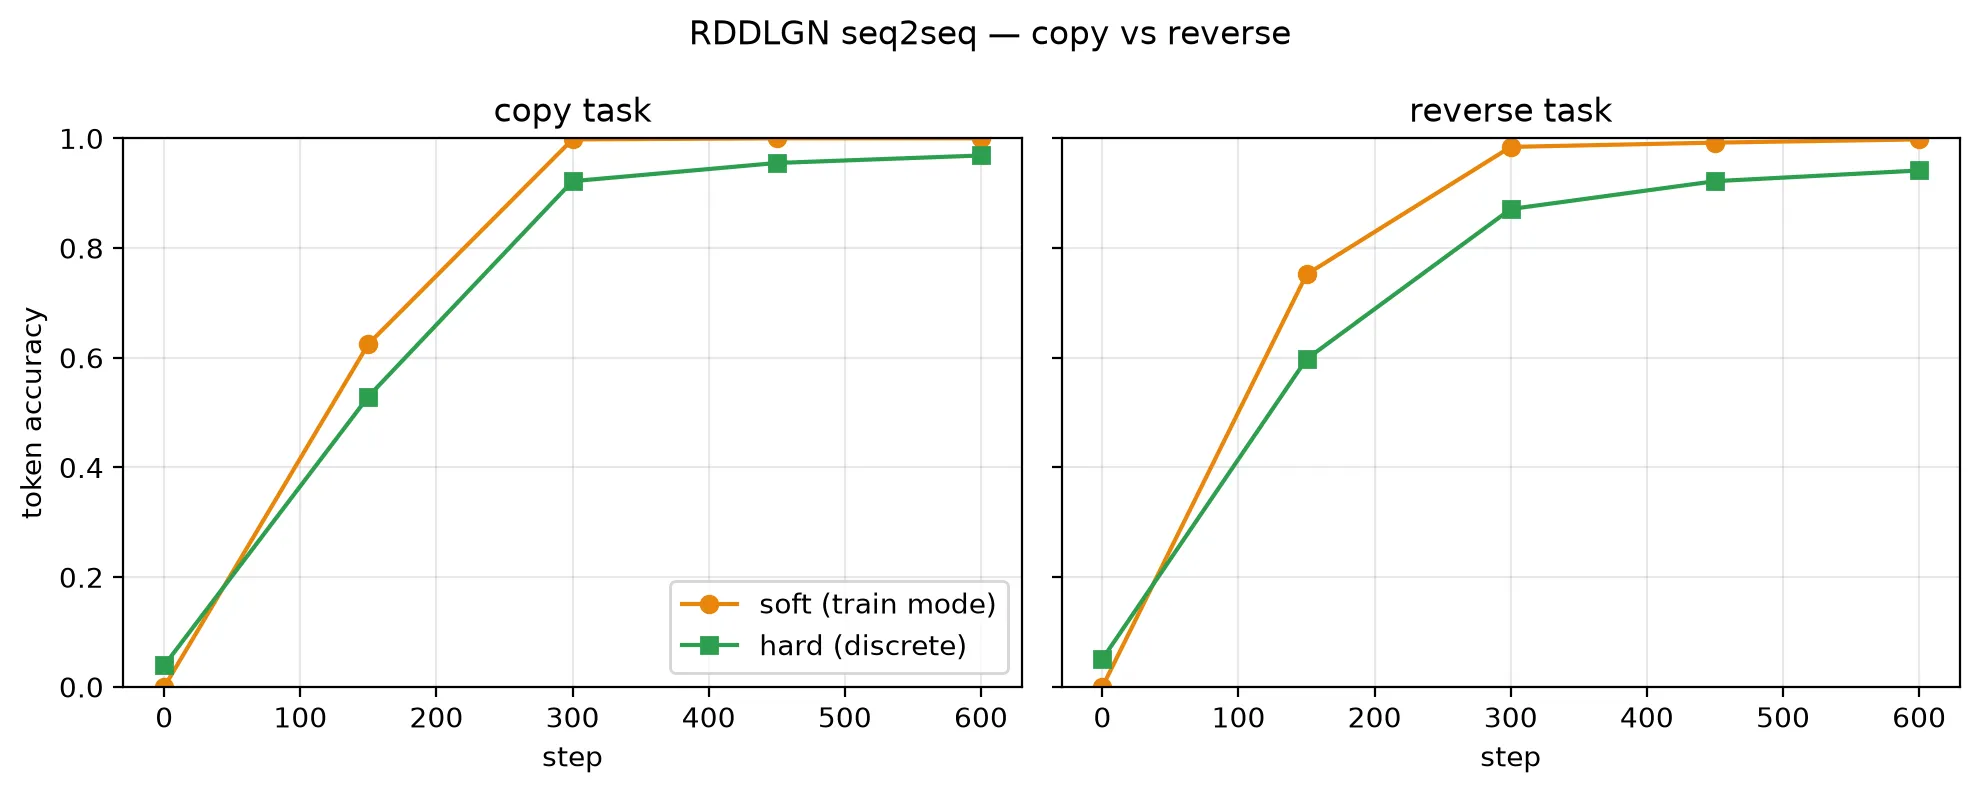 RDDLGN seq2seq — copy vs reverse
copy task
1.0
0.8
0.6
0.4
0.2
0.0
token accuracy
0 100 200 300 400 500 600
step
soft (train mode)
hard (discrete)
reverse task
0 100 200 300 400 500 600
step